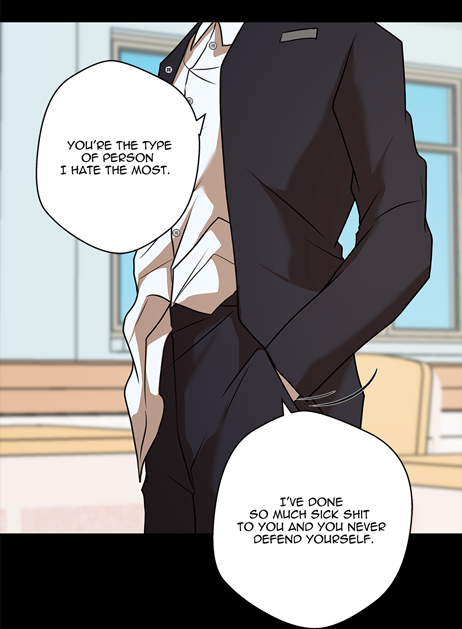 YOU'RE THE TYPE
OF PERSON
I HATE THE MOST.
I'VE DONE
SO MUCH SICK SHIT
TO YOU AND YOU NEVER
DEFEND YOURSELF.